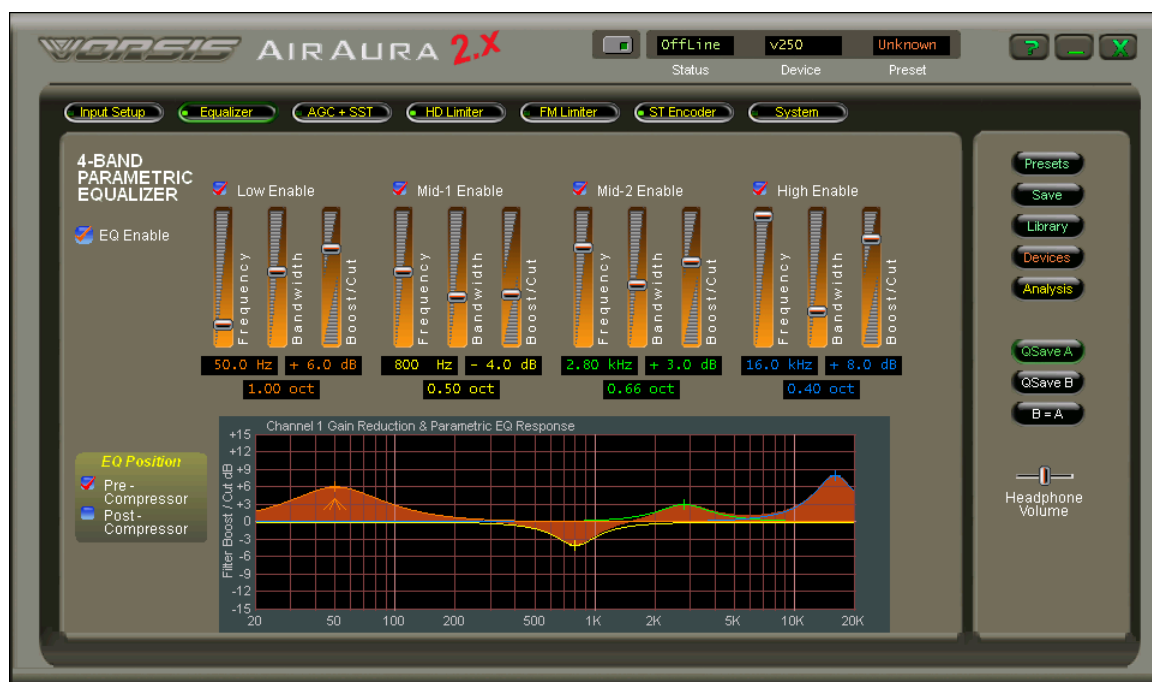 VORSIS AIRAURA 2.X
OffLine v250 Unknown
Status Device Preset
? _ X
Input Setup Equalizer AGC + SST HD Limiter FM Limiter ST Encoder System
4-BAND
PARAMETRIC
EQUALIZER
EQ Enable
Low Enable Mid-1 Enable Mid-2 Enable High Enable
Frequency Bandwidth Boost/Cut Frequency Bandwidth Boost/Cut Frequency Bandwidth Boost/Cut Frequency Bandwidth Boost/Cut
50.0 Hz + 6.0 dB 800 Hz - 4.0 dB 2.80 kHz + 3.0 dB 16.0 kHz + 8.0 dB
1.00 oct 0.50 oct 0.66 oct 0.40 oct
EQ Position
Pre-
Compressor
Post-
Compressor
Channel 1 Gain Reduction & Parametric EQ Response
Filter Boost / Cut dB
+15
+12
+9
+6
+3
0
-3
-6
-9
-12
-15
20 50 100 200 500 1K 2K 5K 10K 20K
Presets
Save
Library
Devices
Analysis
QSave A
QSave B
B = A
Headphone
Volume